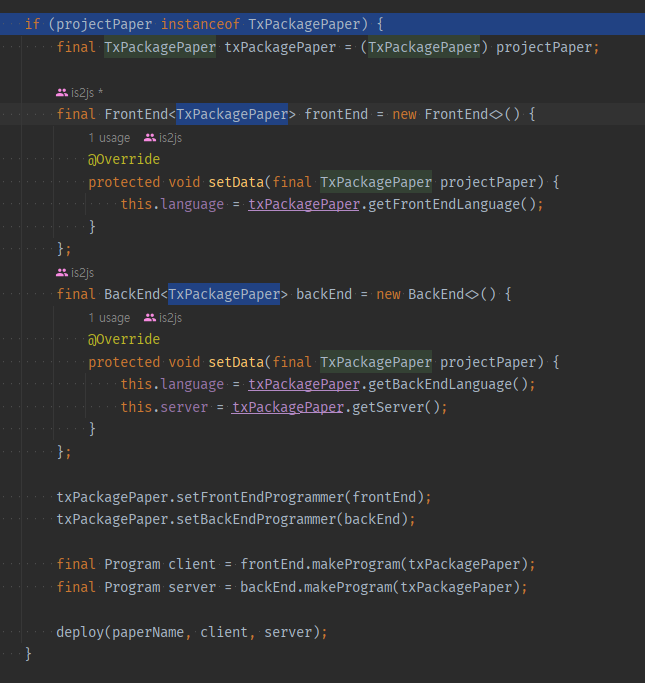 if (projectPaper instanceof TxPackagePaper) {
final TxPackagePaper txPackagePaper = (TxPackagePaper) projectPaper;
is2js *
final FrontEnd<TxPackagePaper> frontEnd = new FrontEnd<>() {
1 usage is2js
@Override
protected void setData(final TxPackagePaper projectPaper) {
this.language = txPackagePaper.getFrontEndLanguage();
}
};
is2js
final BackEnd<TxPackagePaper> backEnd = new BackEnd<>() {
1 usage is2js
@Override
protected void setData(final TxPackagePaper projectPaper) {
this.language = txPackagePaper.getBackEndLanguage();
this.server = txPackagePaper.getServer();
}
};
txPackagePaper.setFrontEndProgrammer(frontEnd);
txPackagePaper.setBackEndProgrammer(backEnd);
final Program client = frontEnd.makeProgram(txPackagePaper);
final Program server = backEnd.makeProgram(txPackagePaper);
deploy(paperName, client, server);
}